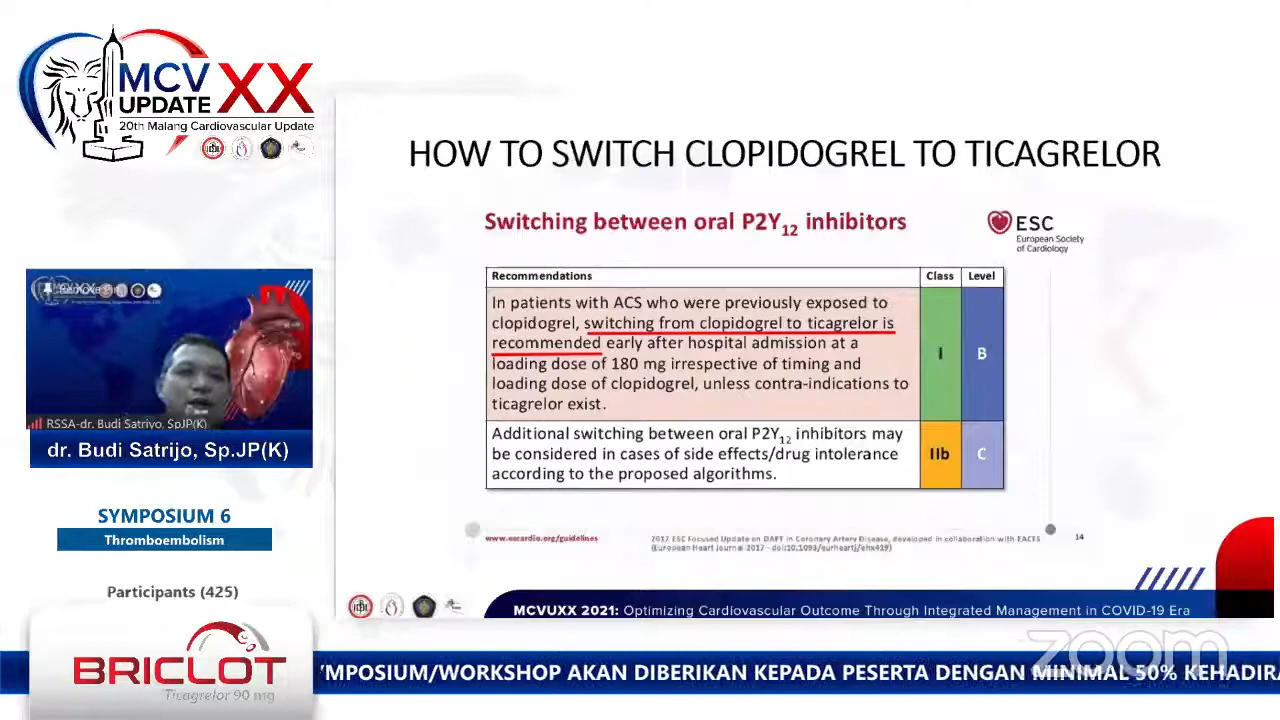 MCV
UPDATE
XX
20th Malang Cardiovascular Update
RSSA-dr. Budi Satriyo, SpJP(K)
dr. Budi Satrijo, Sp.JP(K)
SYMPOSIUM 6
Thromboembolism
Participants (425)
BRICLOT
Ticagrelor 90 mg
HOW TO SWITCH CLOPIDOGREL TO TICAGRELOR
Switching between oral P2Y12 inhibitors
ESC
European Society
of Cardiology
Recommendations Class Level
In patients with ACS who were previously exposed to
clopidogrel, switching from clopidogrel to ticagrelor is
recommended early after hospital admission at a
loading dose of 180 mg irrespective of timing and
loading dose of clopidogrel, unless contra-indications to
ticagrelor exist.
I B
Additional switching between oral P2Y12 inhibitors may
be considered in cases of side effects/drug intolerance
according to the proposed algorithms.
IIb C
www.escardio.org/guidelines
2017 ESC Focused Update on DAPT in Coronary Artery Disease, developed in collaboration with EACTS
(European Heart Journal 2017 - doi:10.1093/eurheartj/ehx419)
14
MCVUXX 2021: Optimizing Cardiovascular Outcome Through Integrated Management in COVID-19 Era
zoom
YMPOSIUM/WORKSHOP AKAN DIBERIKAN KEPADA PESERTA DENGAN MINIMAL 50% KEHADIRA